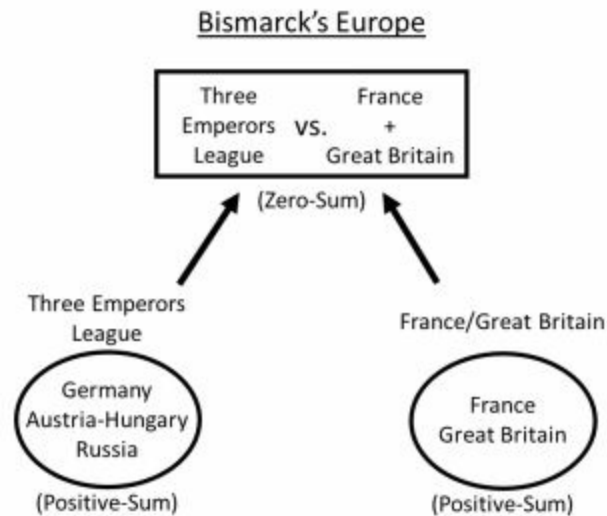 Bismarck's Europe
Three
Emperors
League
vs.
France
+
Great Britain
(Zero-Sum)
Three Emperors
League
Germany
Austria-Hungary
Russia
(Positive-Sum)
France/Great Britain
France
Great Britain
(Positive-Sum)